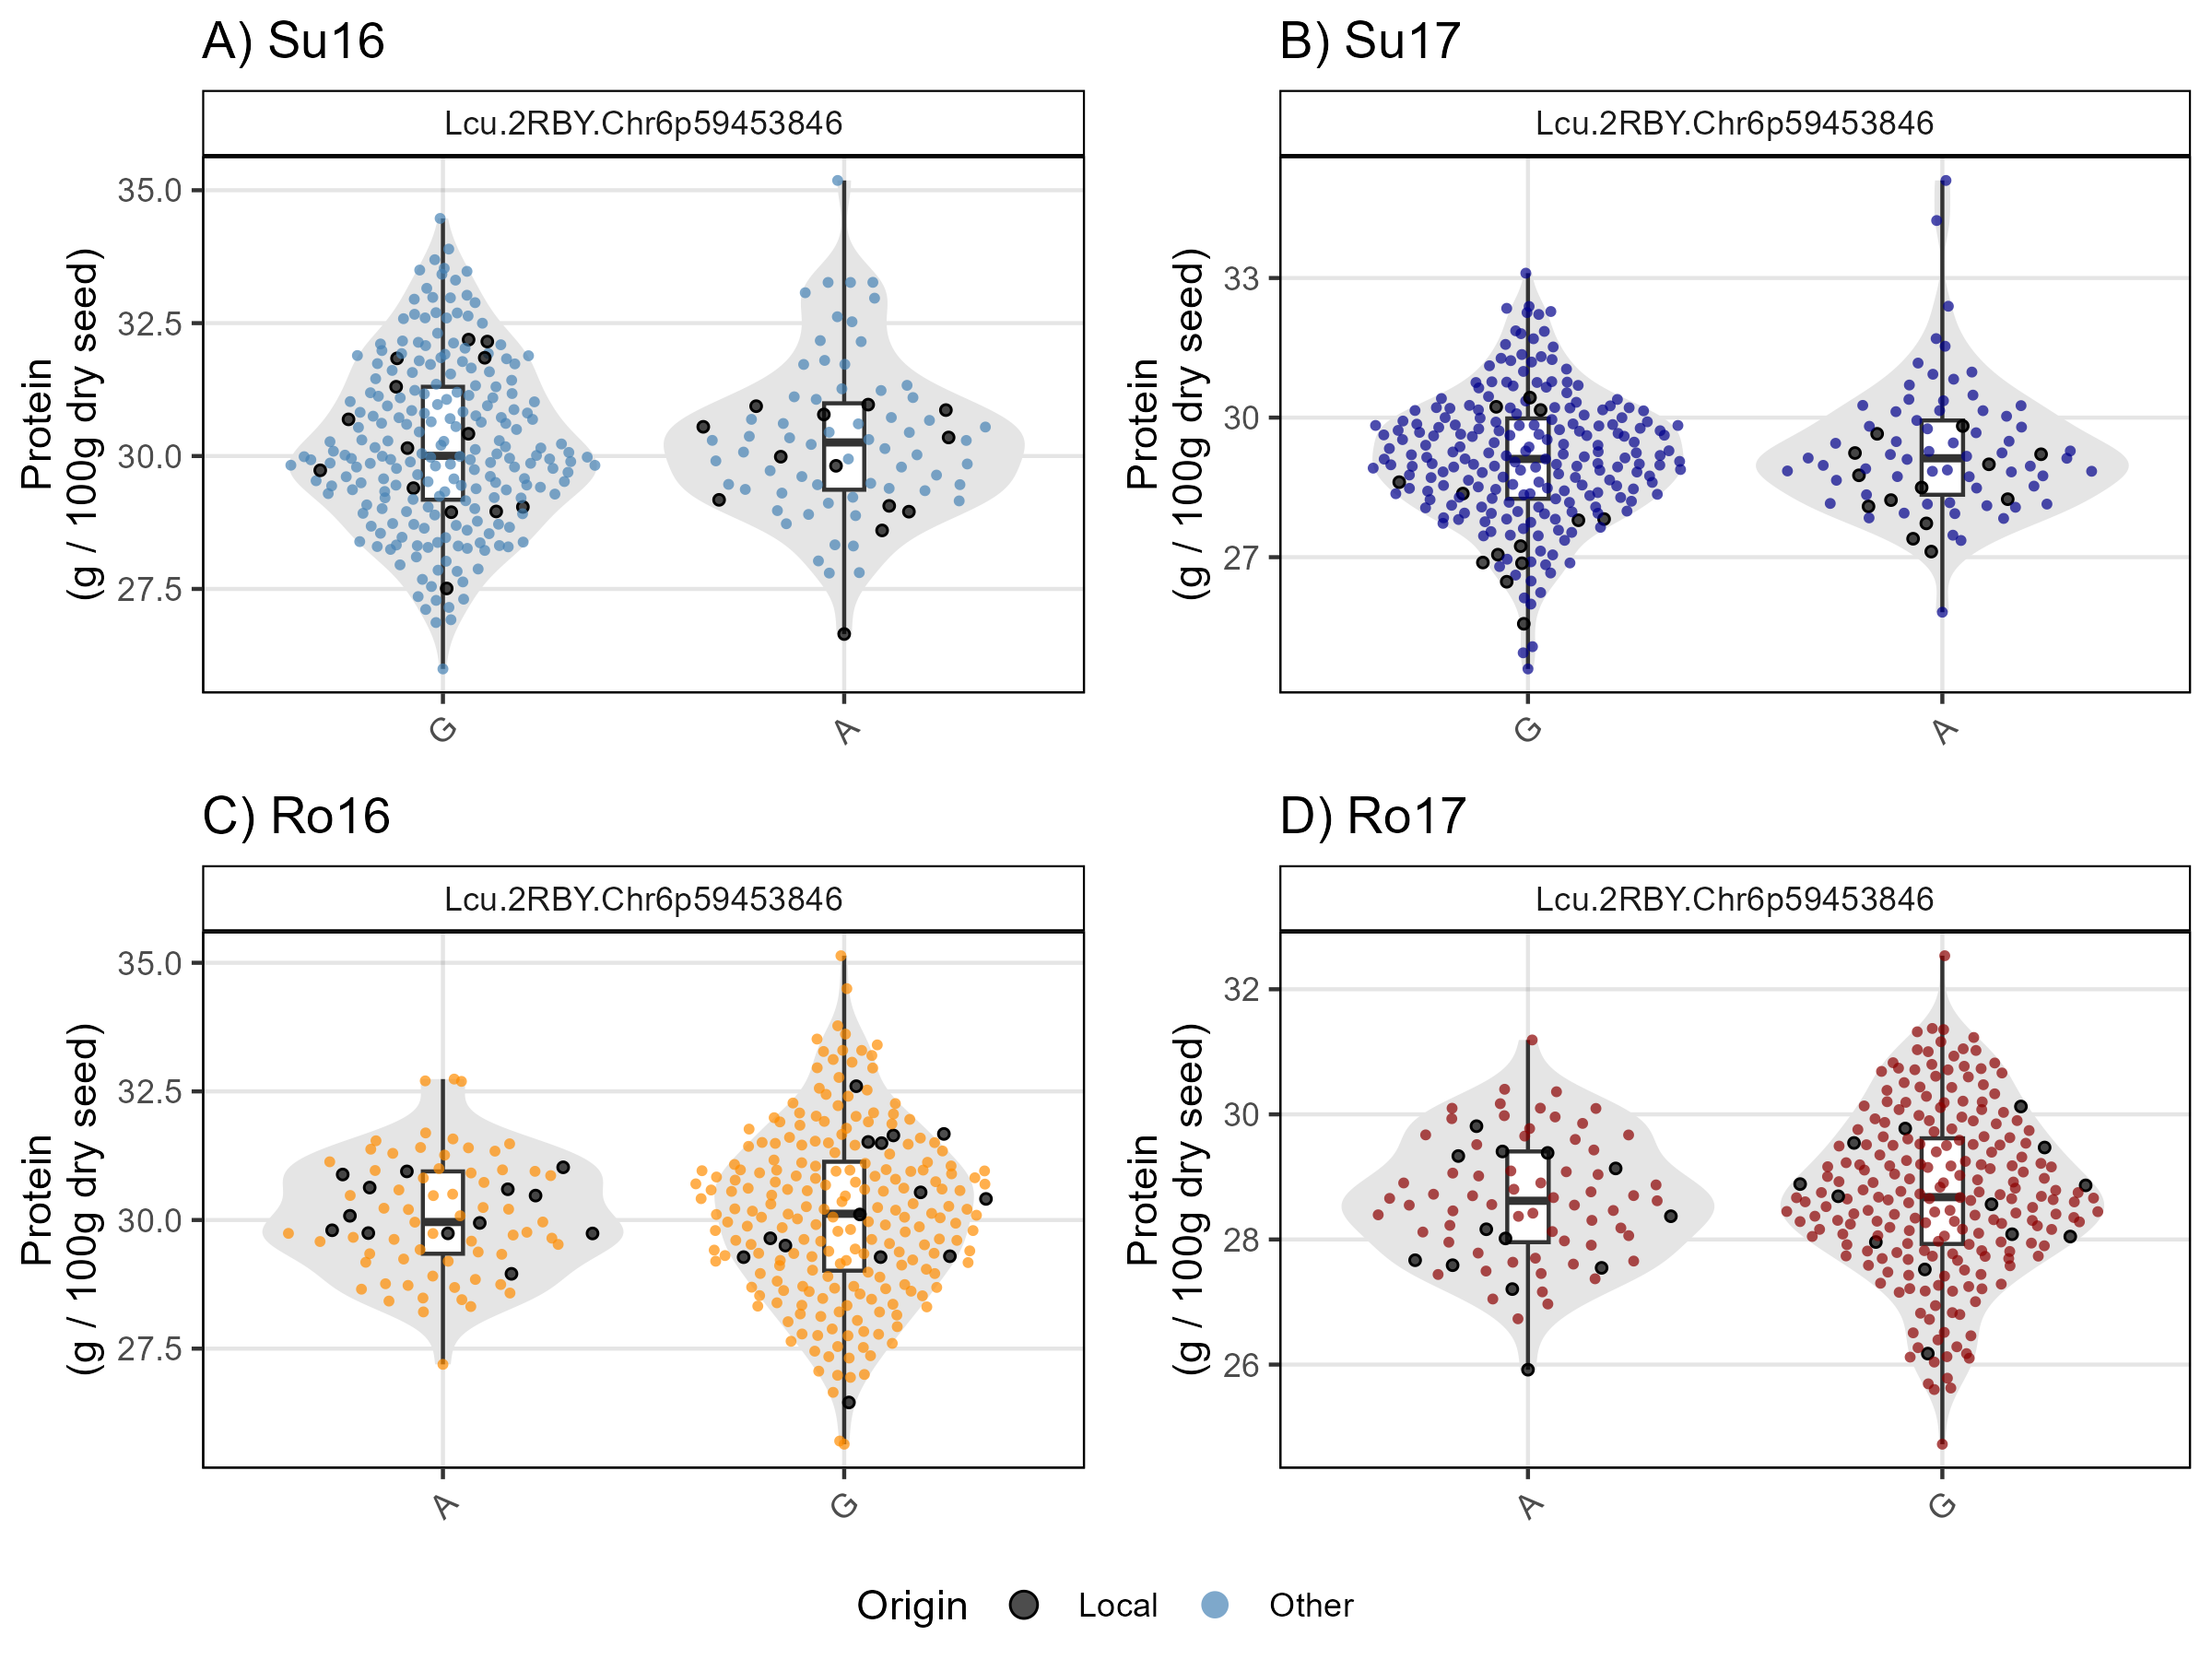 A) Su16
Lcu.2RBY.Chr6p59453846
Protein
(g / 100g dry seed)
35.0
32.5
30.0
27.5
G
A
B) Su17
Lcu.2RBY.Chr6p59453846
Protein
(g / 100g dry seed)
33
30
27
G
A
C) Ro16
Lcu.2RBY.Chr6p59453846
Protein
(g / 100g dry seed)
35.0
32.5
30.0
27.5
A
G
D) Ro17
Lcu.2RBY.Chr6p59453846
Protein
(g / 100g dry seed)
32
30
28
26
A
G
Origin Local Other